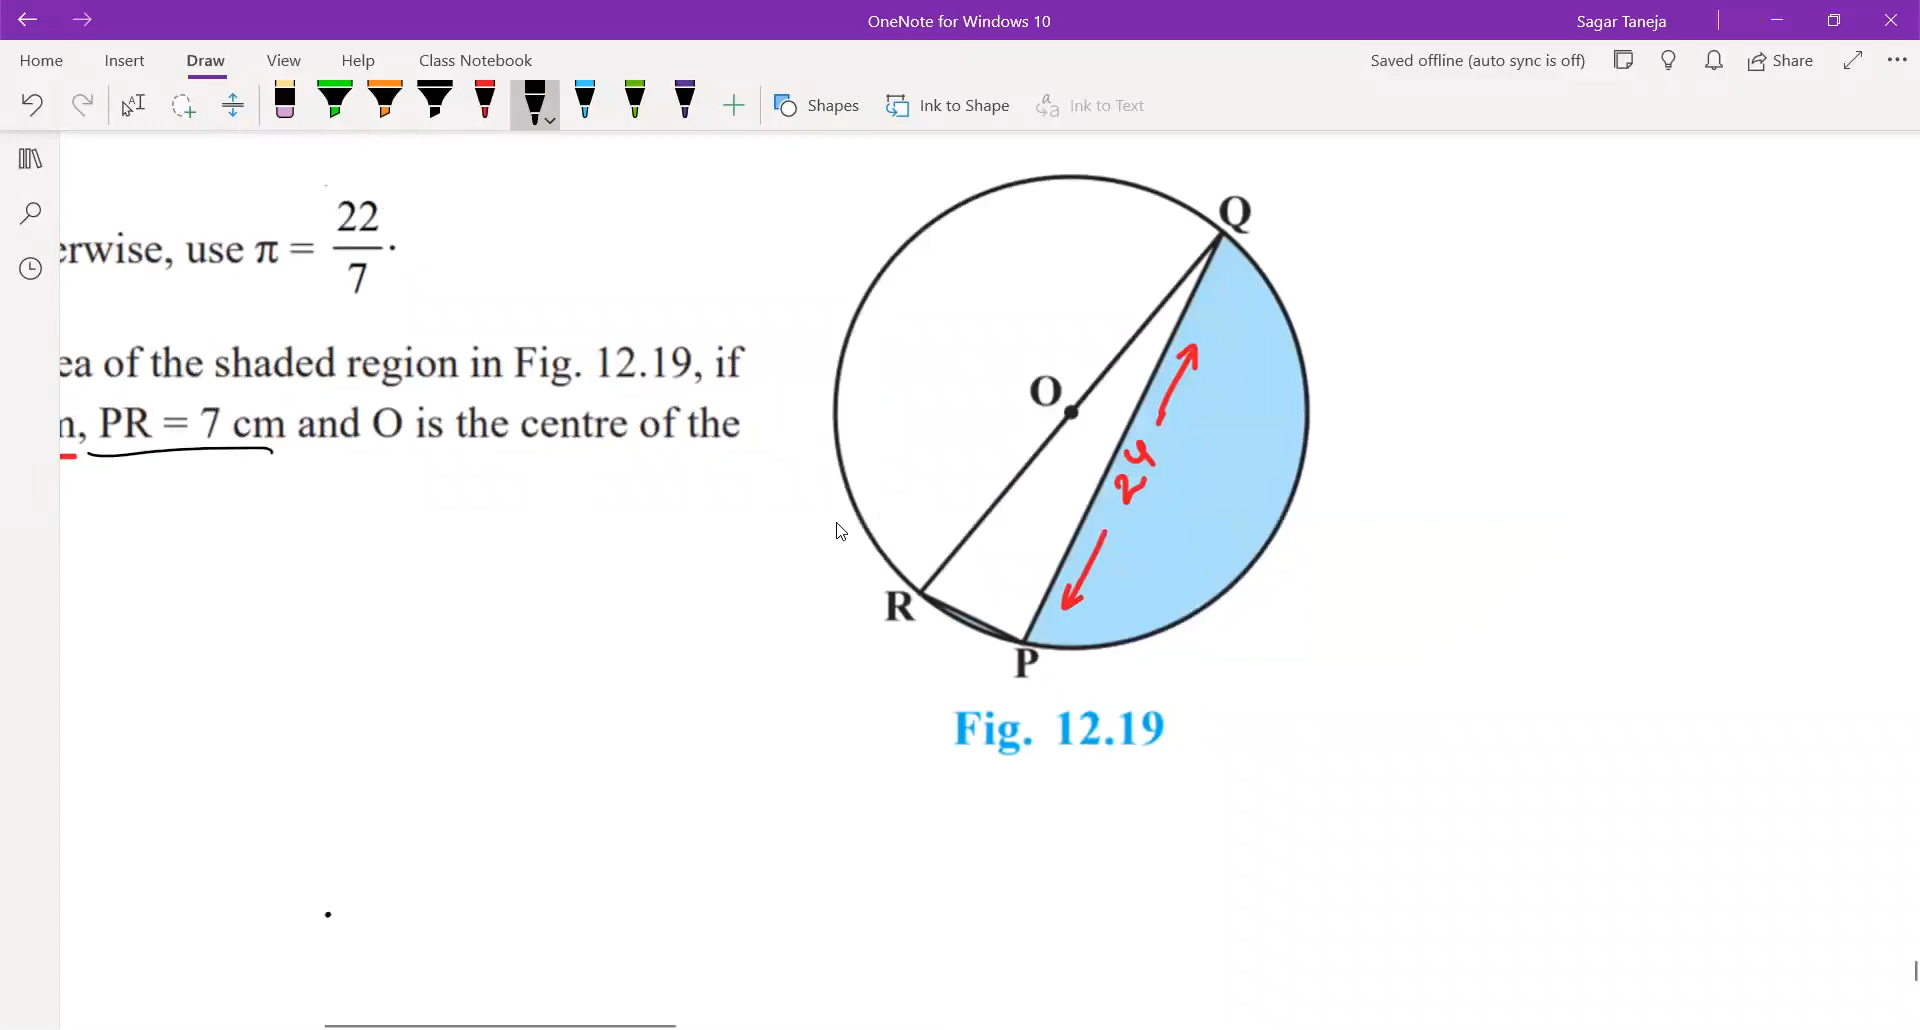 OneNote for Windows 10
Sagar Taneja
Home Insert Draw View Help Class Notebook
Saved offline (auto sync is off) Share
Shapes Ink to Shape Ink to Text
erwise, use π = 22/7.
ea of the shaded region in Fig. 12.19, if
, PR = 7 cm and O is the centre of the
Q
O
24
R
P
Fig. 12.19